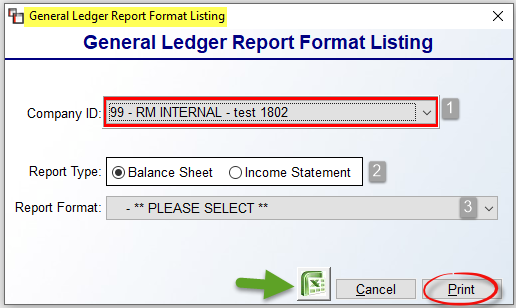 General Ledger Report Format Listing
General Ledger Report Format Listing
Company ID: 99 - RM INTERNAL - test 1802 1
Report Type: Balance Sheet Income Statement 2
Report Format: - ** PLEASE SELECT ** 3
Cancel Print